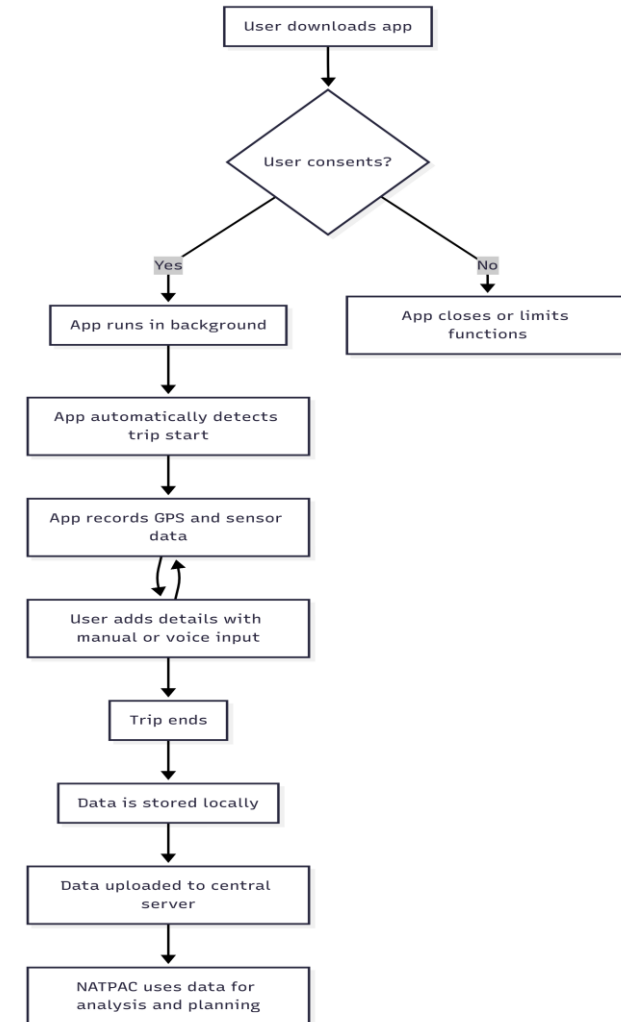 User downloads app
User consents?
Yes
No
App runs in background
App closes or limits
functions
App automatically detects
trip start
App records GPS and sensor
data
User adds details with
manual or voice input
Trip ends
Data is stored locally
Data uploaded to central
server
NATPAC uses data for
analysis and planning